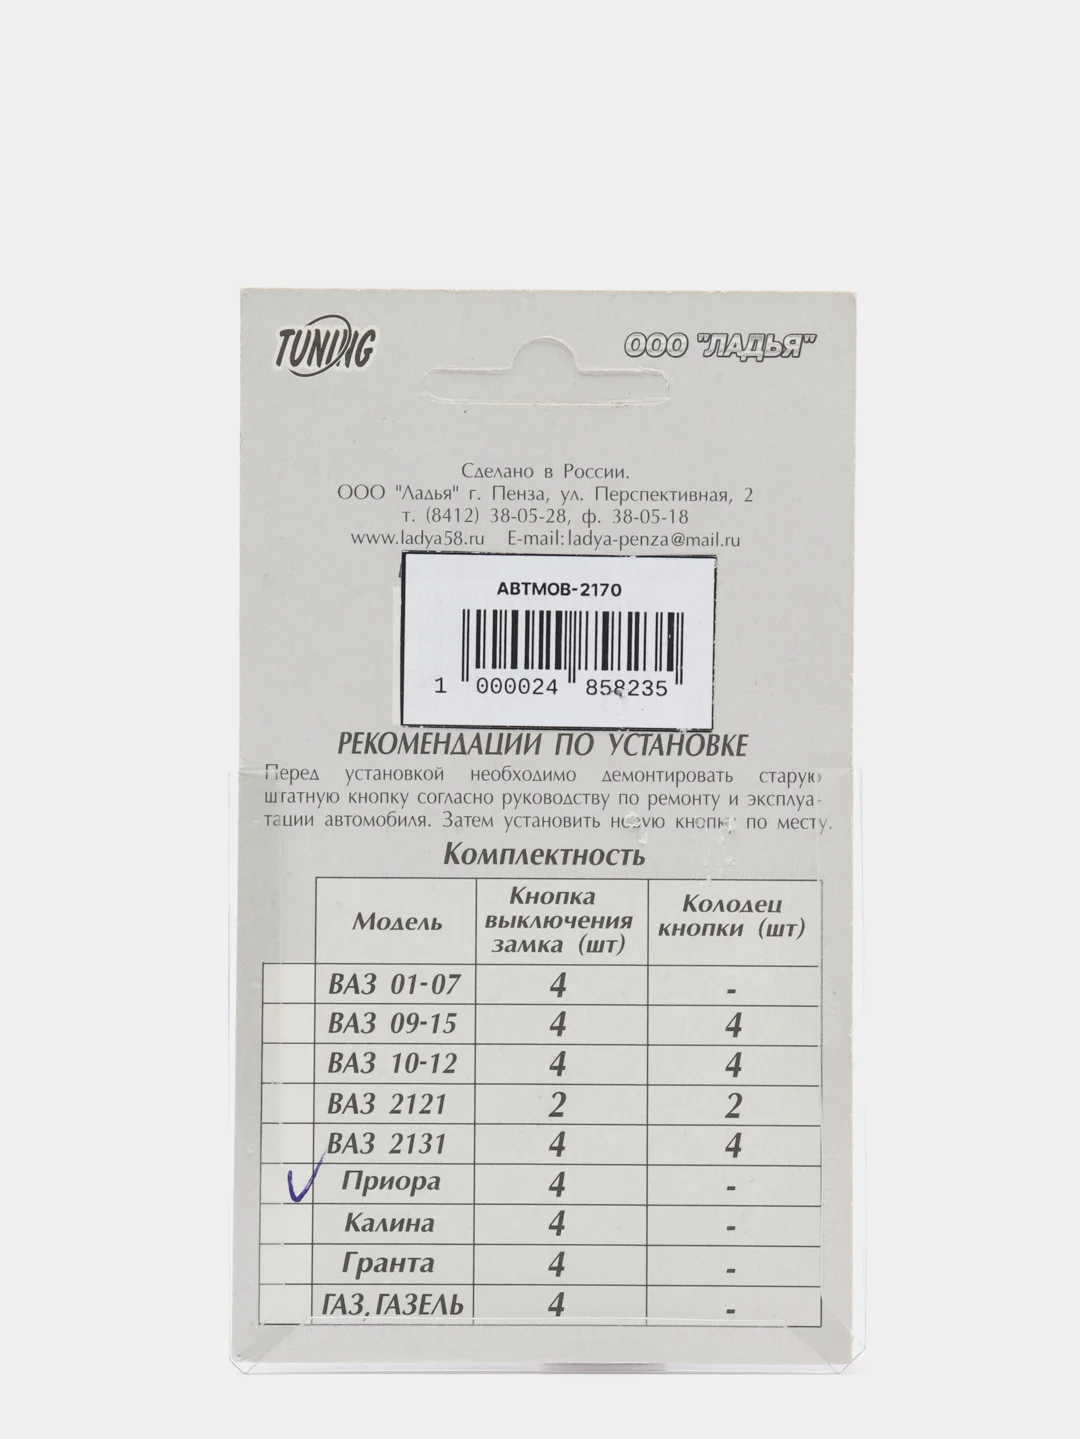 TUNING
ООО "ЛАДЬЯ"
Сделано в России.
ООО "Ладья" г. Пенза, ул. Перспективная, 2
т. (8412) 38-05-28, ф. 38-05-18
www.ladya58.ru E-mail:ladya-penza@mail.ru
АВТМОВ-2170
1 000024 858235
РЕКОМЕНДАЦИИ ПО УСТАНОВКЕ
Перед установкой необходимо демонтировать старую
штатную кнопку согласно руководству по ремонту и эксплуа-
тации автомобиля. Затем установить новую кнопку по месту.
Комплектность
Модель
Кнопка
выключения
замка (шт)
Колодец
кнопки (шт)
ВАЗ 01-07 4 -
ВАЗ 09-15 4 4
ВАЗ 10-12 4 4
ВАЗ 2121 2 2
ВАЗ 2131 4 4
Приора 4 -
Калина 4 -
Гранта 4 -
ГАЗ, ГАЗЕЛЬ 4 -